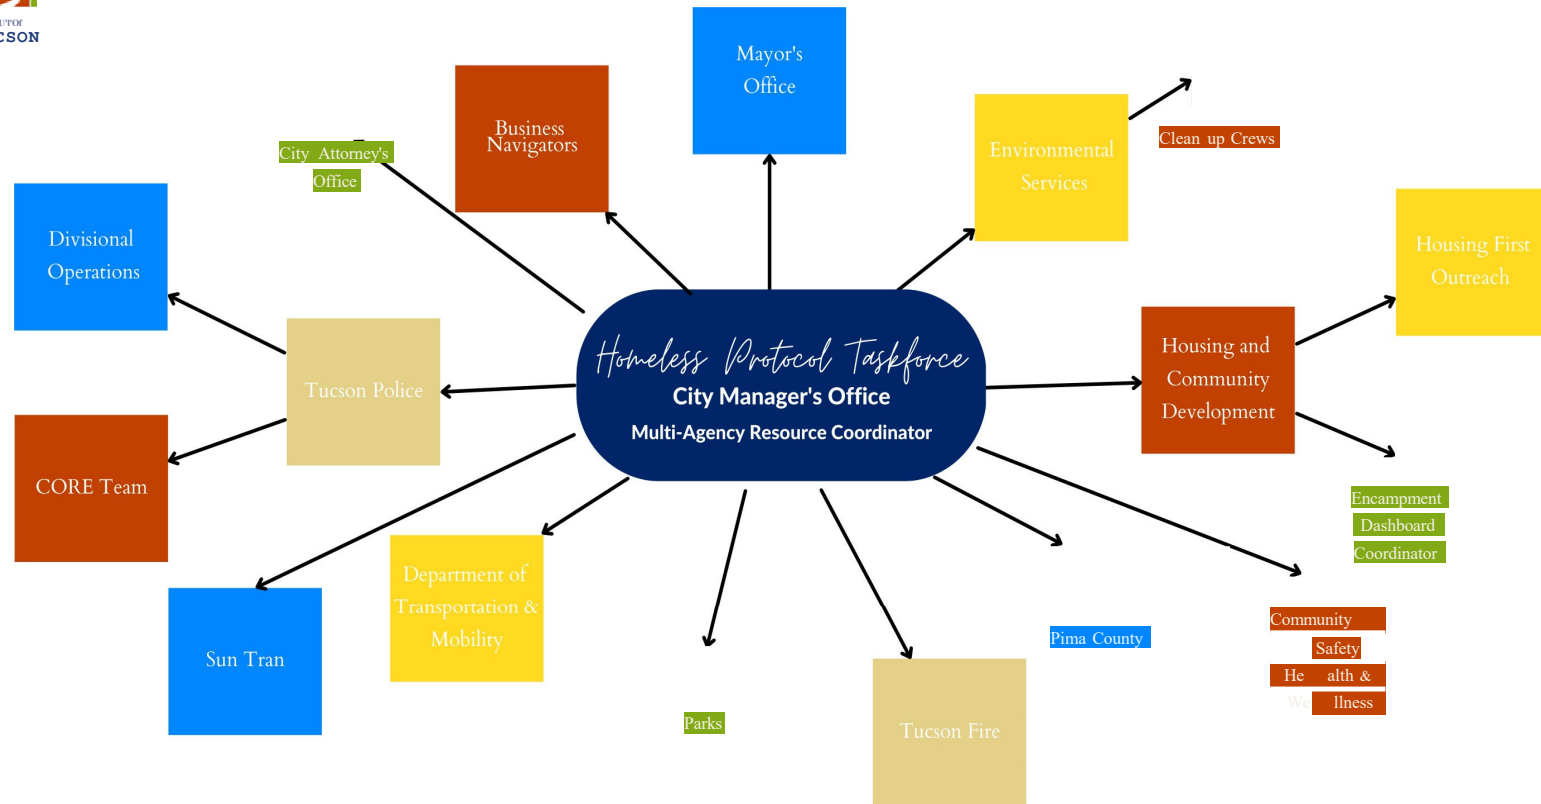 CSON
Mayor's
Office
Business
Navigators
City Attorney's
Office
Environmental
Services
Clean up Crews
Divisional
Operations
Housing First
Outreach
Tucson Police
Homeless Protocol Taskforce
City Manager's Office
Multi-Agency Resource Coordinator
Housing and
Community
Development
CORE Team
Encampment
Dashboard
Coordinator
Department of
Transportation &
Mobility
Sun Tran
Parks
Tucson Fire
Pima County
Community
Safety
He alth &
We llness